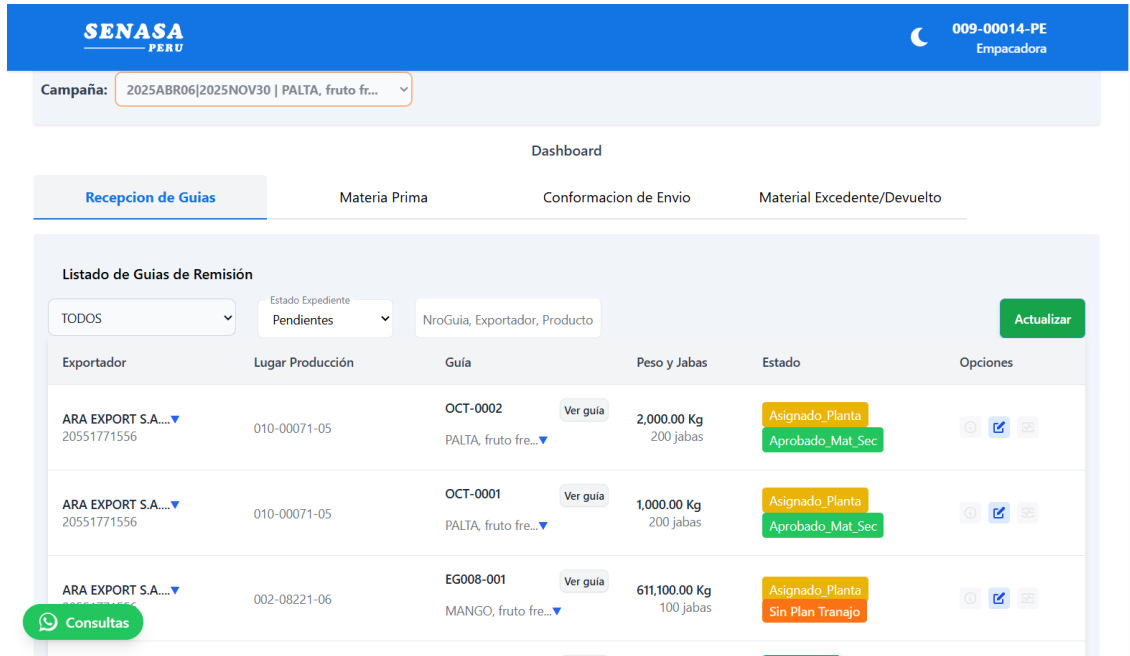 SENASA
PERU
009-00014-PE
Empacadora
Campaña: 2025ABR06|2025NOV30 | PALTA, fruto fr...
Dashboard
Recepcion de Guias Materia Prima Conformacion de Envio Material Excedente/Devuelto
Listado de Guias de Remisión
Estado Expediente
TODOS Pendientes NroGuia, Exportador, Producto Actualizar
Exportador Lugar Producción Guía Peso y Jabas Estado Opciones
ARA EXPORT S.A....▼
20551771556
010-00071-05
OCT-0002 Ver guía
PALTA, fruto fre...▼
2,000.00 Kg
200 jabas
Asignado_Planta
Aprobado_Mat_Sec
ARA EXPORT S.A....▼
20551771556
010-00071-05
OCT-0001 Ver guía
PALTA, fruto fre...▼
1,000.00 Kg
200 jabas
Asignado_Planta
Aprobado_Mat_Sec
ARA EXPORT S.A....▼
002-08221-06
EG008-001 Ver guía
MANGO, fruto fre...▼
611,100.00 Kg
100 jabas
Asignado_Planta
Sin Plan Tranajo
Consultas